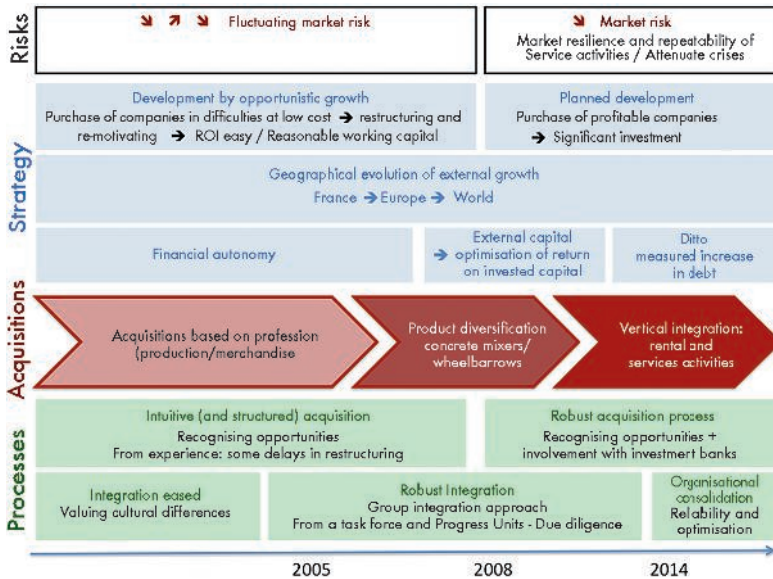 Risks
↘ ↗ ↘ Fluctuating market risk
↘ Market risk
Market resilience and repeatability of
Service activities / Attenuate crises
Strategy
Development by opportunistic growth
Purchase of companies in difficulties at low cost ➔ restructuring and
re-motivating ➔ ROI easy / Reasonable working capital
Planned development
Purchase of profitable companies
➔ Significant investment
Geographical evolution of external growth
France ➔ Europe ➔ World
Financial autonomy
External capital
➔ optimisation of return
on invested capital
Ditto
measured increase
in debt
Acquisitions
Acquisitions based on profession
(production/merchandise
Product diversification
concrete mixers/
wheelbarrows
Vertical integration:
rental and
services activities
Processes
Intuitive (and structured) acquisition
Recognising opportunities
From experience: some delays in restructuring
Robust acquisition process
Recognising opportunities +
involvement with investment banks
Integration eased
Valuing cultural differences
Robust Integration
Group integration approach
From a task force and Progress Units - Due diligence
Organisational
consolidation
Reliability and
optimisation
2005
2008
2014